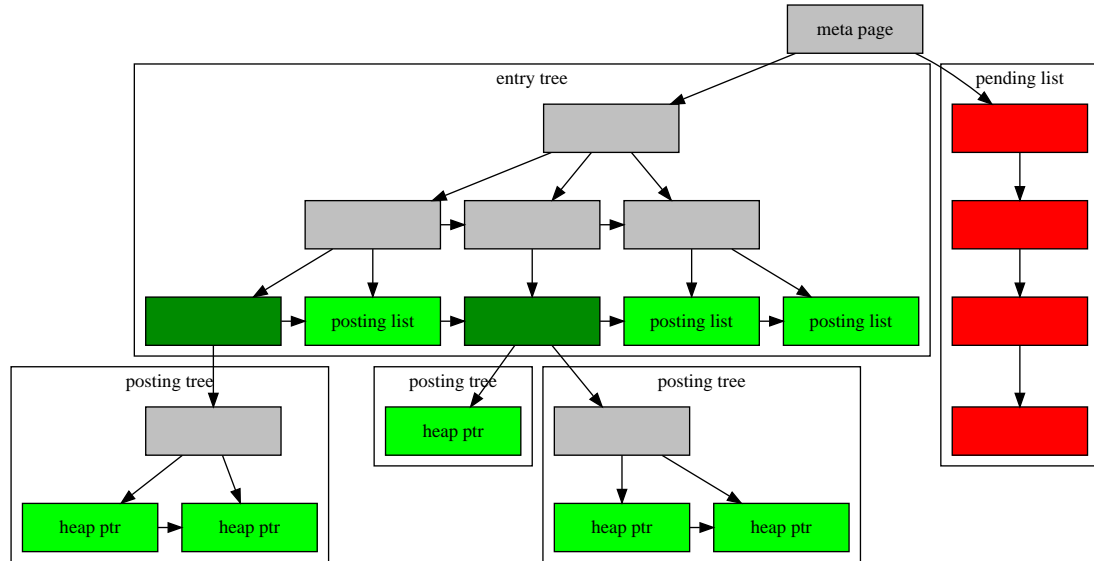 meta page
entry tree
pending list
posting list
posting list
posting list
posting tree
posting tree
posting tree
heap ptr
heap ptr
heap ptr
heap ptr
heap ptr